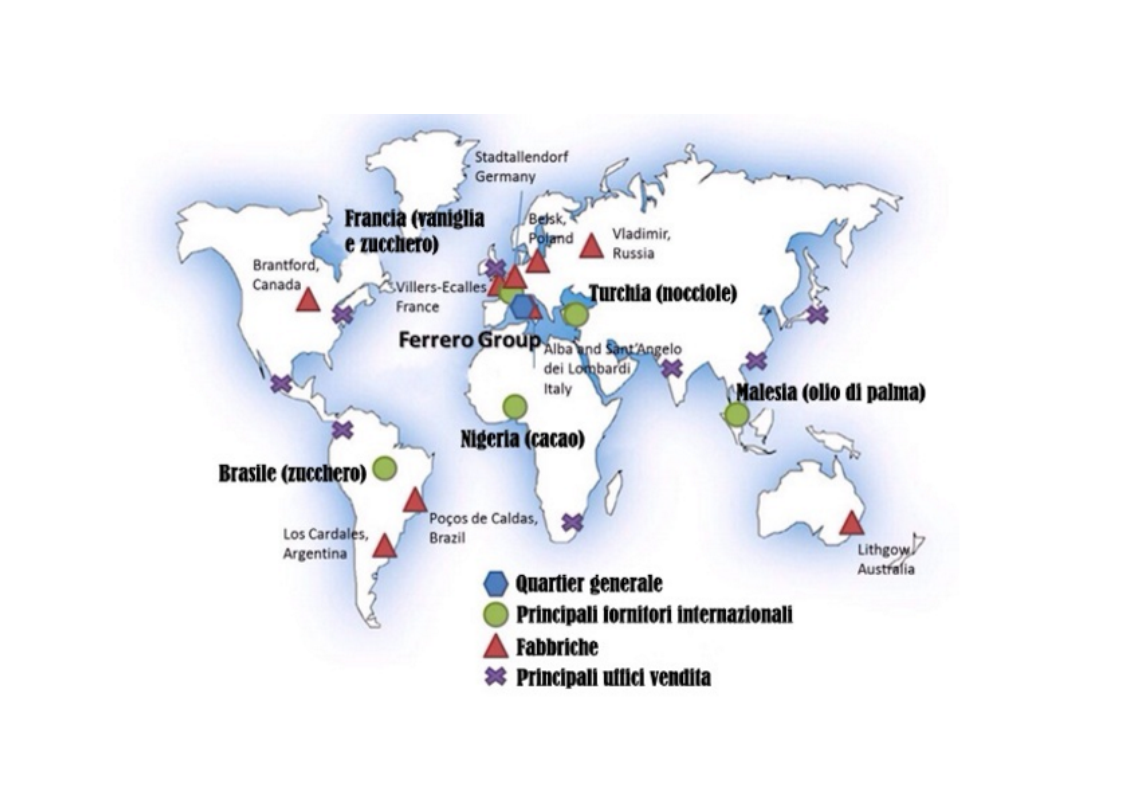 Stadtallendorf
Germany
Francia (vaniglia
e zucchero)
Belsk,
Poland
Vladimir,
Russia
Brantford,
Canada
Villers-Ecalles
France
Turchia (nocciole)
Ferrero Group
Alba and Sant'Angelo
dei Lombardi
Italy
Malesia (olio di palma)
Nigeria (cacao)
Brasile (zucchero)
Poços de Caldas,
Brazil
Los Cardales,
Argentina
Lithgow,
Australia
Quartier generale
Principali fornitori internazionali
Fabbriche
Principali uffici vendita